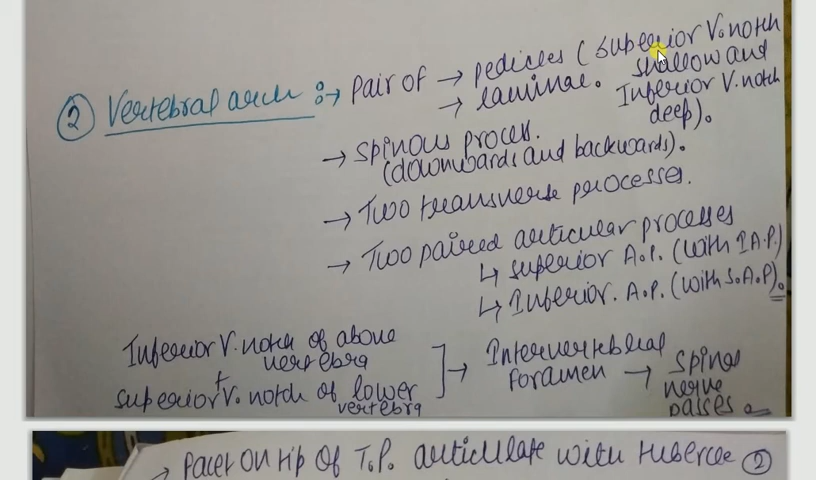 ② Vertebral arch :→ Pair of → pedicles (Superior V. notch
shallow and
→ laminae. Inferior V. notch
deep).
→ Spinous process.
(downwards and backwards).
→ Two transverse processes.
→ Two paired articular processes
↳ Superior A.P. (with I.A.P.)
↳ Inferior. A.P. (with S.A.P).
Inferior V. notch of above
vertebra
+
superior V. notch of lower
vertebra
] → Intervertebral
foramen → Spinal
nerve
passes
→ Facet on tip of T.P. articulate with tubercle ②